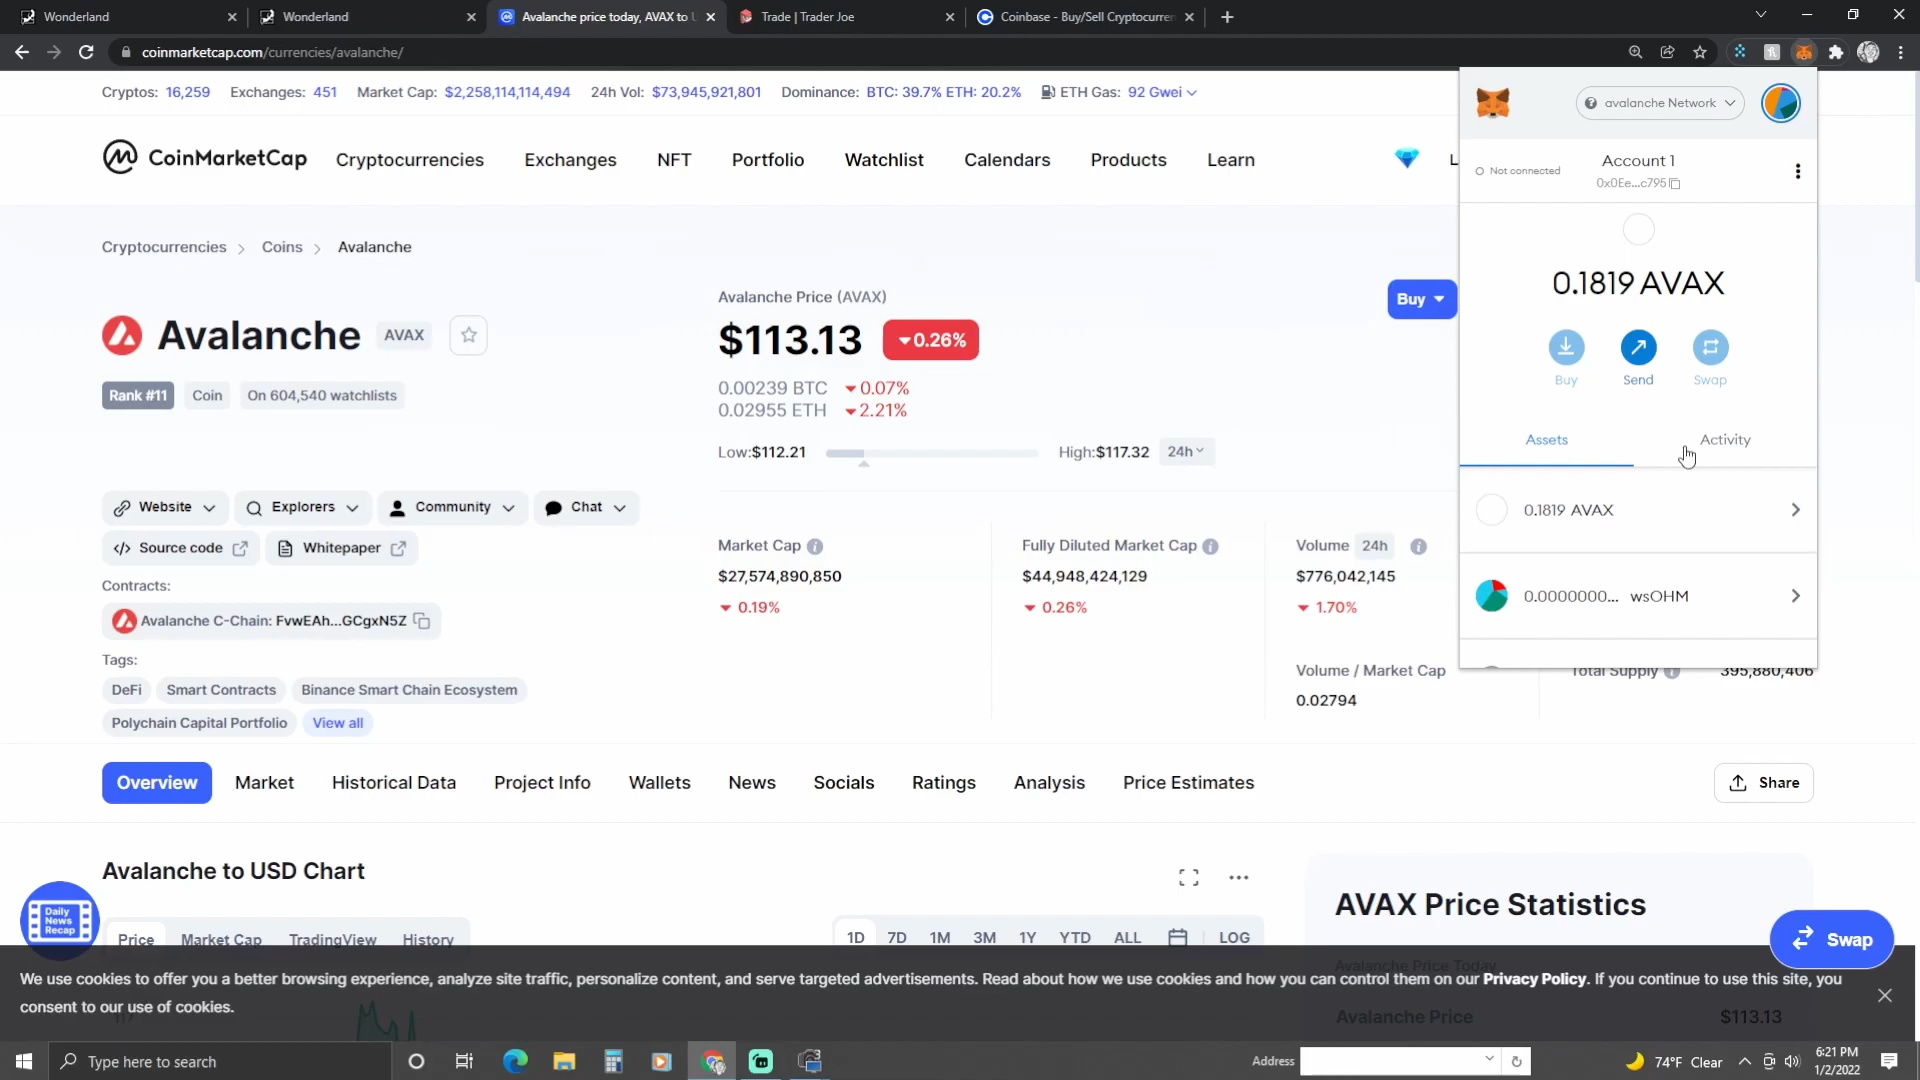 Wonderland
Wonderland
Avalanche price today, AVAX to U
Trade | Trader Joe
Coinbase - Buy/Sell Cryptocurren
coinmarketcap.com/currencies/avalanche/
Cryptos: 16,259 Exchanges: 451 Market Cap: $2,258,114,114,494 24h Vol: $73,945,921,801 Dominance: BTC: 39.7% ETH: 20.2% ETH Gas: 92 Gwei
CoinMarketCap Cryptocurrencies Exchanges NFT Portfolio Watchlist Calendars Products Learn L
avalanche Network
Not connected
Account 1
0x0Ee...c795
0.1819 AVAX
Buy Send Swap
Assets Activity
0.1819 AVAX
0.0000000... wsOHM
Cryptocurrencies > Coins > Avalanche
Avalanche AVAX
Rank #11 Coin On 604,540 watchlists
Avalanche Price (AVAX)
$113.13 0.26%
0.00239 BTC 0.07%
0.02955 ETH 2.21%
Low:$112.21 High:$117.32 24h
Buy
Website Explorers Community Chat
Source code Whitepaper
Contracts:
Avalanche C-Chain: FvwEAh...GCgxN5Z
Tags:
DeFi Smart Contracts Binance Smart Chain Ecosystem
Polychain Capital Portfolio View all
Market Cap
$27,574,890,850
0.19%
Fully Diluted Market Cap
$44,948,424,129
0.26%
Volume 24h
$776,042,145
1.70%
Volume / Market Cap
0.02794
Total Supply 395,880,406
Overview Market Historical Data Project Info Wallets News Socials Ratings Analysis Price Estimates Share
Avalanche to USD Chart
Price Market Cap TradingView History
1D 7D 1M 3M 1Y YTD ALL LOG
Daily
News
Recap
AVAX Price Statistics
Avalanche Price Today
Avalanche Price $113.13
Swap
We use cookies to offer you a better browsing experience, analyze site traffic, personalize content, and serve targeted advertisements. Read about how we use cookies and how you can control them on our Privacy Policy. If you continue to use this site, you
consent to our use of cookies.
Type here to search
Address
74°F Clear
6:21 PM
1/2/2022